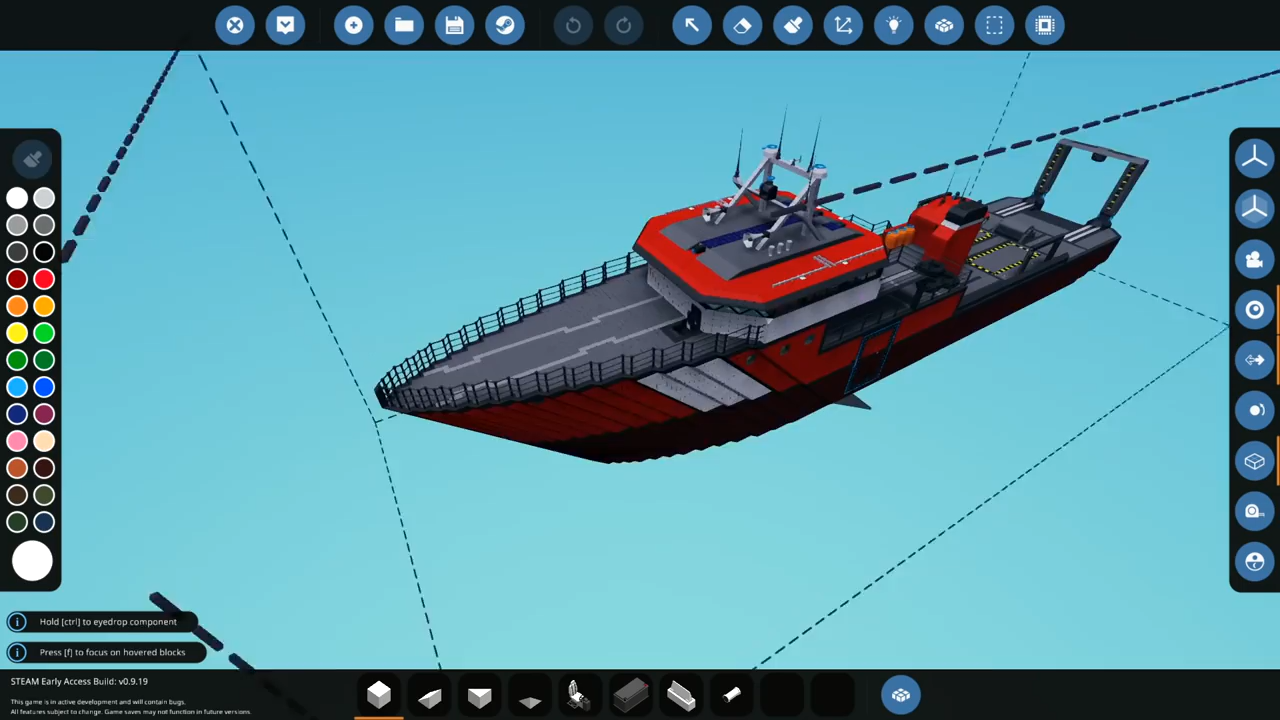 Hold [ctrl] to eyedrop component
Press [f] to focus on hovered blocks
STEAM Early Access Build: v0.9.19
This game is in active development and will contain bugs.
All features subject to change. Game saves may not function in future versions.